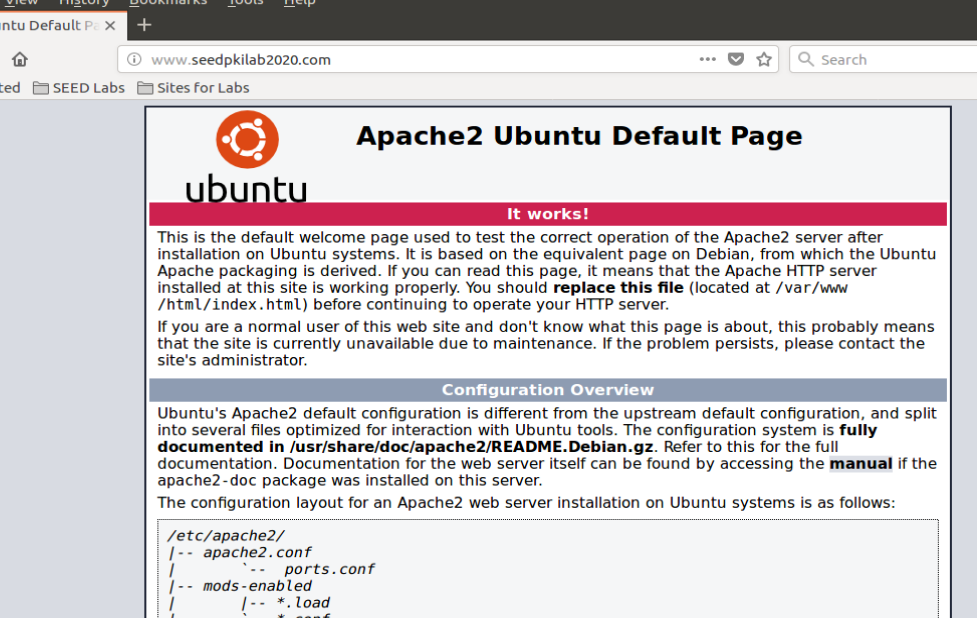 View History Bookmarks Tools Help
ntu Default Pa
www.seedpkilab2020.com
Search
ted SEED Labs Sites for Labs
ubuntu
Apache2 Ubuntu Default Page
It works!
This is the default welcome page used to test the correct operation of the Apache2 server after
installation on Ubuntu systems. It is based on the equivalent page on Debian, from which the Ubuntu
Apache packaging is derived. If you can read this page, it means that the Apache HTTP server
installed at this site is working properly. You should replace this file (located at /var/www
/html/index.html) before continuing to operate your HTTP server.
If you are a normal user of this web site and don't know what this page is about, this probably means
that the site is currently unavailable due to maintenance. If the problem persists, please contact the
site's administrator.
Configuration Overview
Ubuntu's Apache2 default configuration is different from the upstream default configuration, and split
into several files optimized for interaction with Ubuntu tools. The configuration system is fully
documented in /usr/share/doc/apache2/README.Debian.gz. Refer to this for the full
documentation. Documentation for the web server itself can be found by accessing the manual if the
apache2-doc package was installed on this server.
The configuration layout for an Apache2 web server installation on Ubuntu systems is as follows:
/etc/apache2/
|-- apache2.conf
|       `--  ports.conf
|-- mods-enabled
|       |-- *.load
|       `-- *.conf